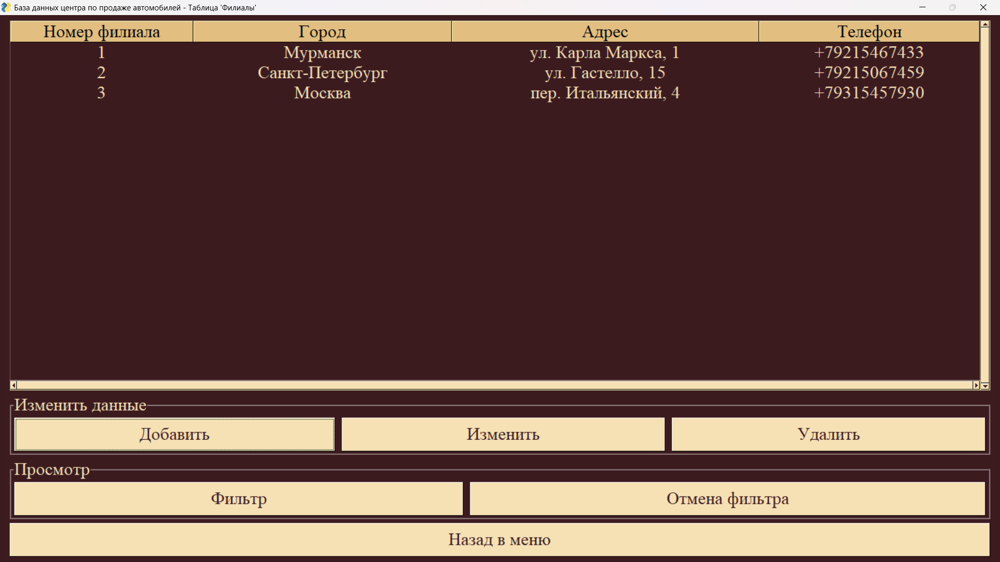 База данных центра по продаже автомобилей - Таблица 'Филиалы'
Номер филиала Город Адрес Телефон
1 Мурманск ул. Карла Маркса, 1 +79215467433
2 Санкт-Петербург ул. Гастелло, 15 +79215067459
3 Москва пер. Итальянский, 4 +79315457930
Изменить данные
Добавить Изменить Удалить
Просмотр
Фильтр Отмена фильтра
Назад в меню